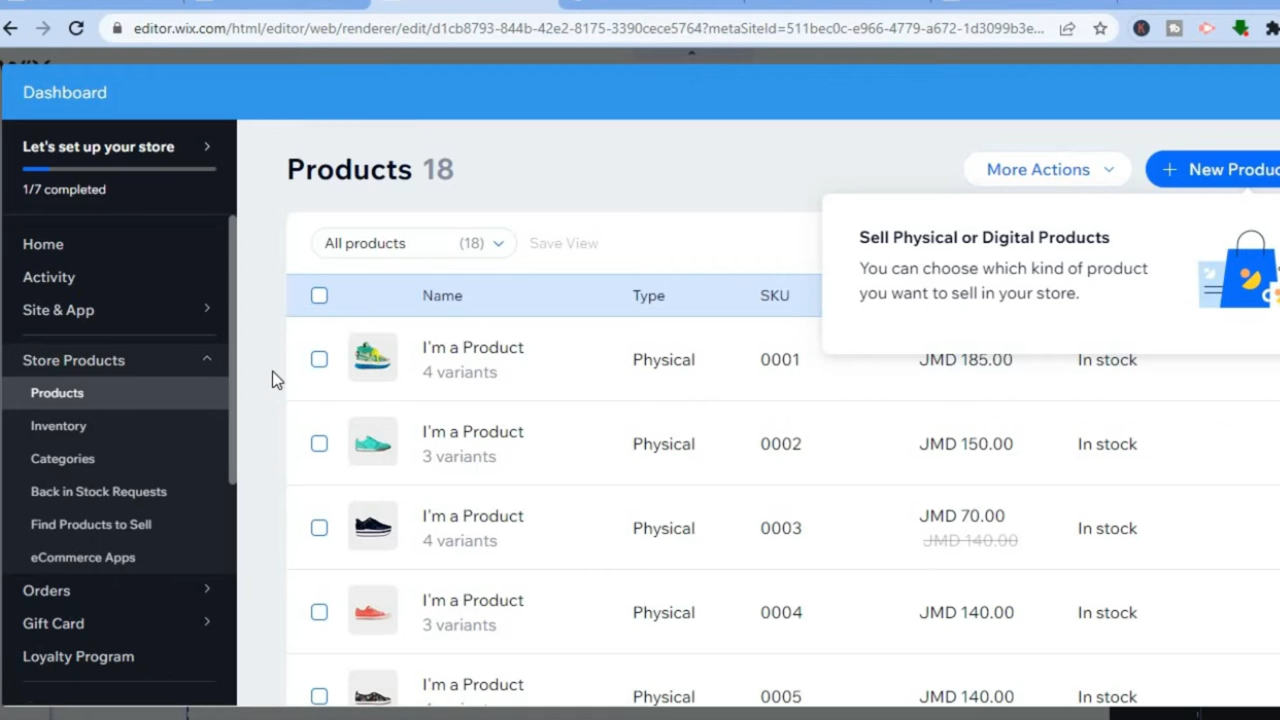 editor.wix.com/html/editor/web/renderer/edit/d1cb8793-844b-42e2-8175-3390cece5764?metaSiteId=511bec0c-e966-4779-a672-1d3099b3e...
Dashboard
Let's set up your store
1/7 completed
Home
Activity
Site & App
Store Products
Products
Inventory
Categories
Back in Stock Requests
Find Products to Sell
eCommerce Apps
Orders
Gift Card
Loyalty Program
Products 18
More Actions
+ New Produc
All products (18) Save View
Sell Physical or Digital Products
You can choose which kind of product
you want to sell in your store.
Name Type SKU
I'm a Product
4 variants
Physical 0001 JMD 185.00 In stock
I'm a Product
3 variants
Physical 0002 JMD 150.00 In stock
I'm a Product
4 variants
Physical 0003 JMD 70.00
JMD 140.00
In stock
I'm a Product
3 variants
Physical 0004 JMD 140.00 In stock
I'm a Product
Physical 0005 JMD 140.00 In stock